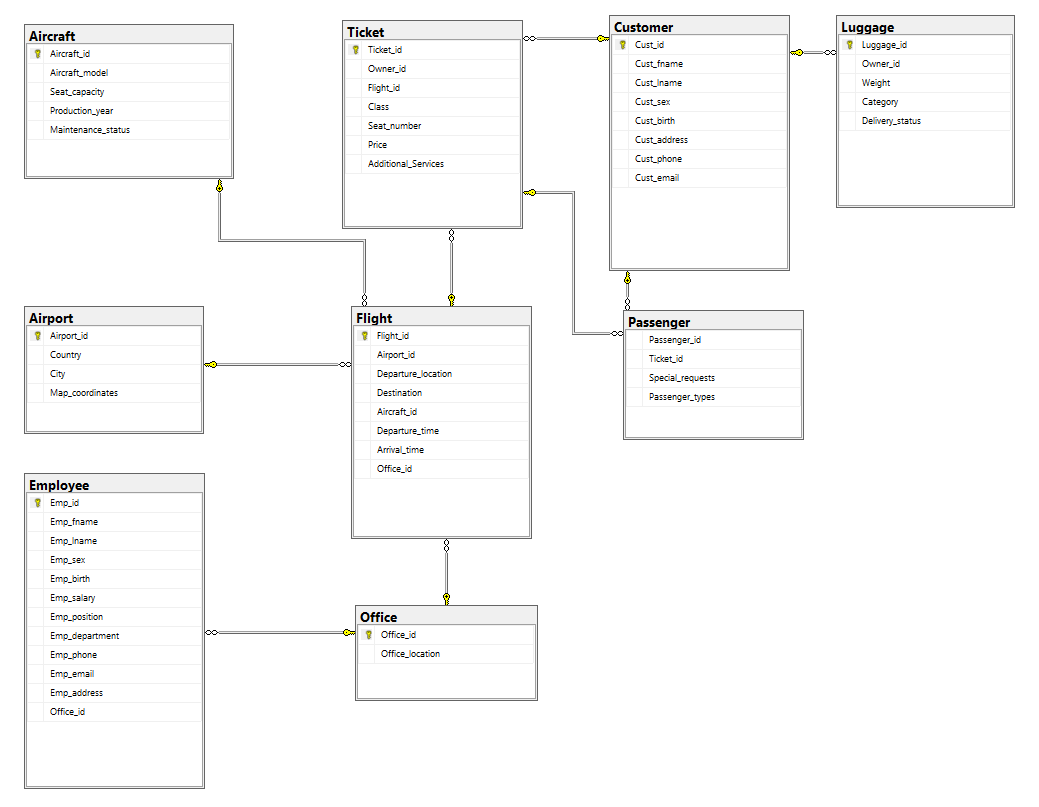 Aircraft
Aircraft_id
Aircraft_model
Seat_capacity
Production_year
Maintenance_status
Ticket
Ticket_id
Owner_id
Flight_id
Class
Seat_number
Price
Additional_Services
Customer
Cust_id
Cust_fname
Cust_lname
Cust_sex
Cust_birth
Cust_address
Cust_phone
Cust_email
Luggage
Luggage_id
Owner_id
Weight
Category
Delivery_status
Airport
Airport_id
Country
City
Map_coordinates
Flight
Flight_id
Airport_id
Departure_location
Destination
Aircraft_id
Departure_time
Arrival_time
Office_id
Passenger
Passenger_id
Ticket_id
Special_requests
Passenger_types
Employee
Emp_id
Emp_fname
Emp_lname
Emp_sex
Emp_birth
Emp_salary
Emp_position
Emp_department
Emp_phone
Emp_email
Emp_address
Office_id
Office
Office_id
Office_location